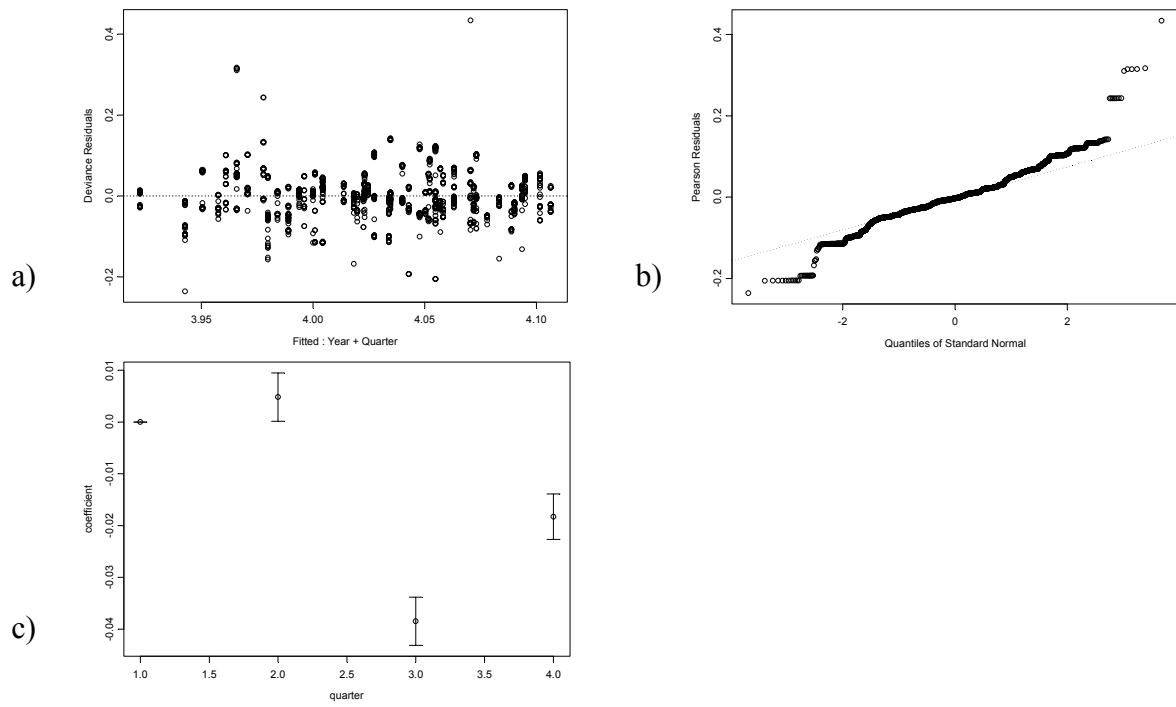 a)
Deviance Residuals
0.4
0.2
0.0
-0.2
3.95 4.00 4.05 4.10
Fitted : Year + Quarter
b)
Pearson Residuals
0.4
0.2
0.0
-0.2
-2 0 2
Quantiles of Standard Normal
c)
coefficient
0.01
0.0
-0.01
-0.02
-0.03
-0.04
1.0 1.5 2.0 2.5 3.0 3.5 4.0
quarter